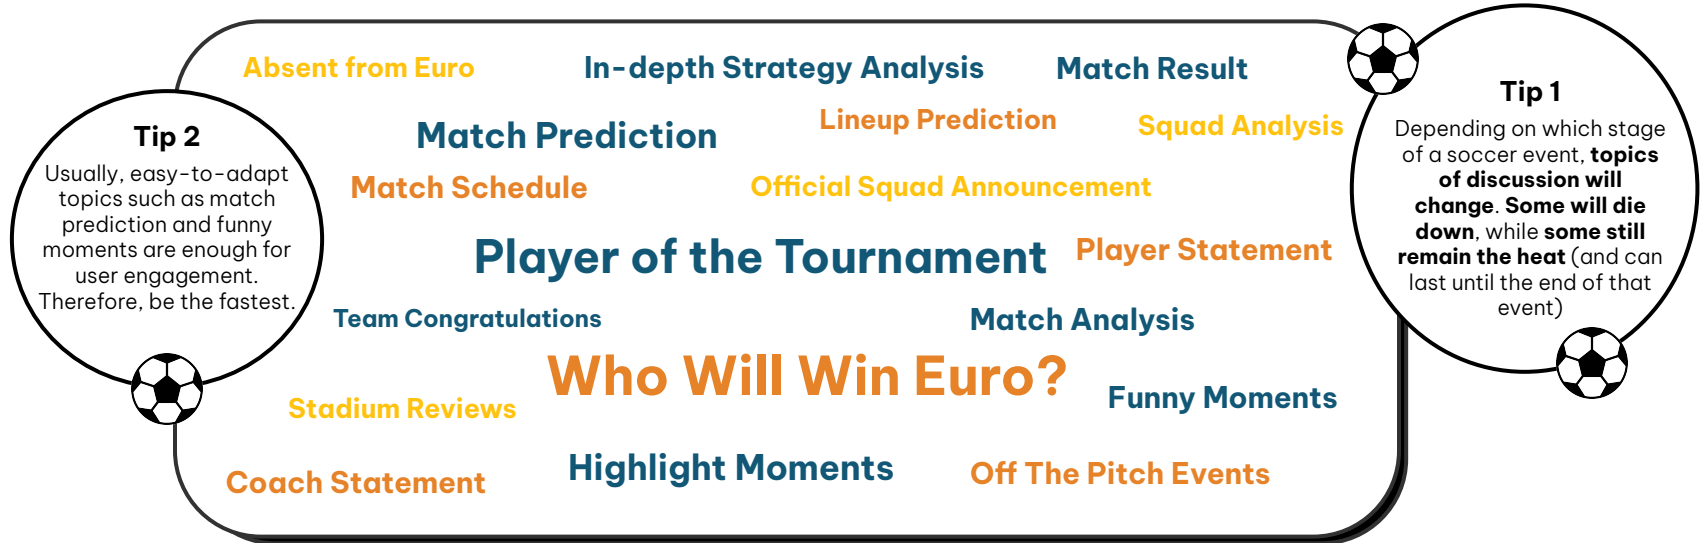 Absent from Euro
In-depth Strategy Analysis
Match Result
Match Prediction
Lineup Prediction
Squad Analysis
Match Schedule
Official Squad Announcement
Player of the Tournament
Player Statement
Team Congratulations
Match Analysis
Who Will Win Euro?
Stadium Reviews
Funny Moments
Coach Statement
Highlight Moments
Off The Pitch Events
Tip 2
Usually, easy-to-adapt
topics such as match
prediction and funny
moments are enough for
user engagement.
Therefore, be the fastest.
Tip 1
Depending on which stage
of a soccer event, topics
of discussion will
change. Some will die
down, while some still
remain the heat (and can
last until the end of that
event)